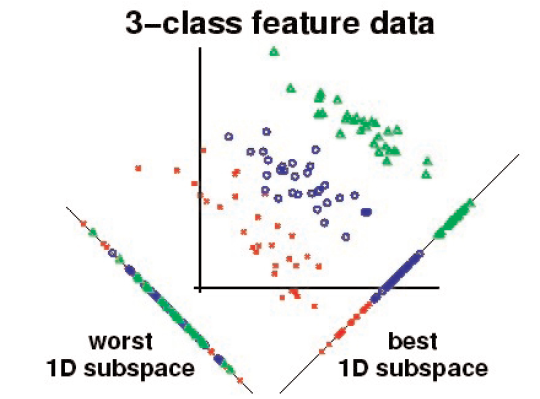 3−class feature data
worst
1D subspace
best
1D subspace